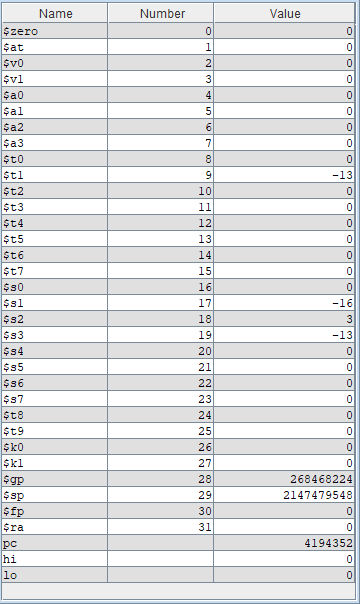 Name Number Value
$zero 0 0
$at 1 0
$v0 2 0
$v1 3 0
$a0 4 0
$a1 5 0
$a2 6 0
$a3 7 0
$t0 8 0
$t1 9 -13
$t2 10 0
$t3 11 0
$t4 12 0
$t5 13 0
$t6 14 0
$t7 15 0
$s0 16 0
$s1 17 -16
$s2 18 3
$s3 19 -13
$s4 20 0
$s5 21 0
$s6 22 0
$s7 23 0
$t8 24 0
$t9 25 0
$k0 26 0
$k1 27 0
$gp 28 268468224
$sp 29 2147479548
$fp 30 0
$ra 31 0
pc 4194352
hi 0
lo 0